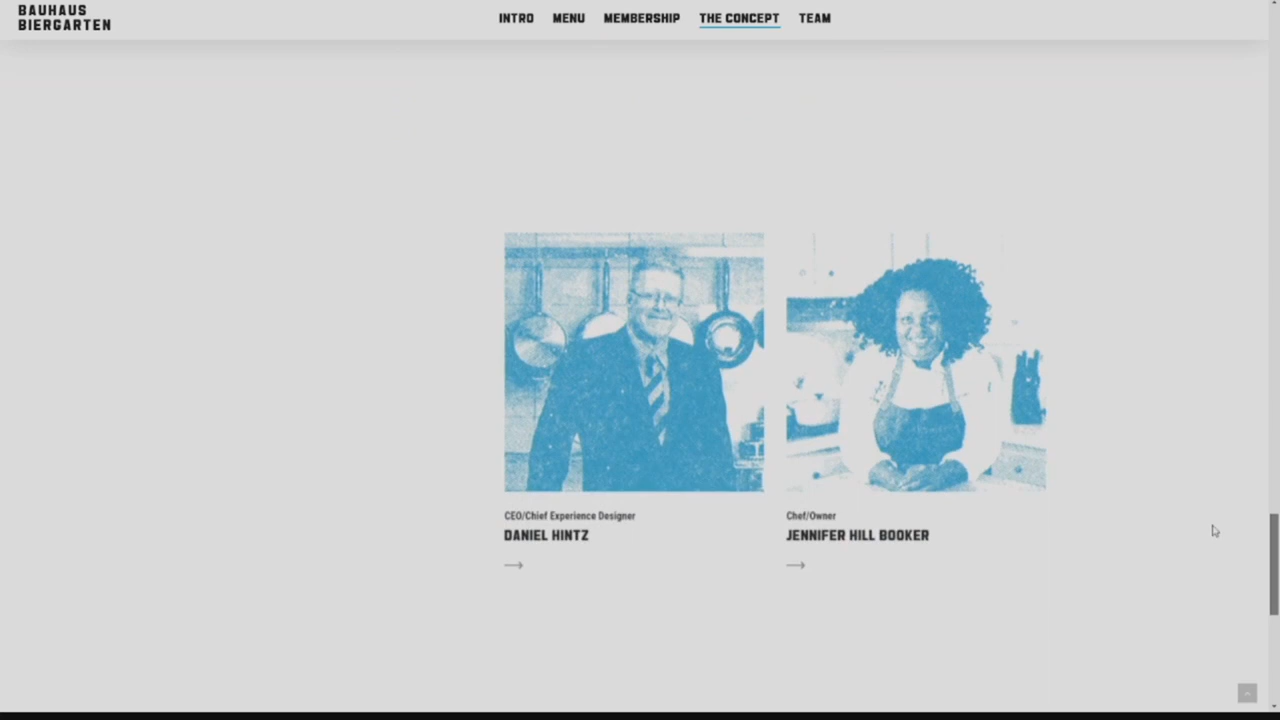 BAUHAUS
BIERGARTEN
INTRO MENU MEMBERSHIP THE CONCEPT TEAM
CEO/Chief Experience Designer
DANIEL HINTZ
Chef/Owner
JENNIFER HILL BOOKER